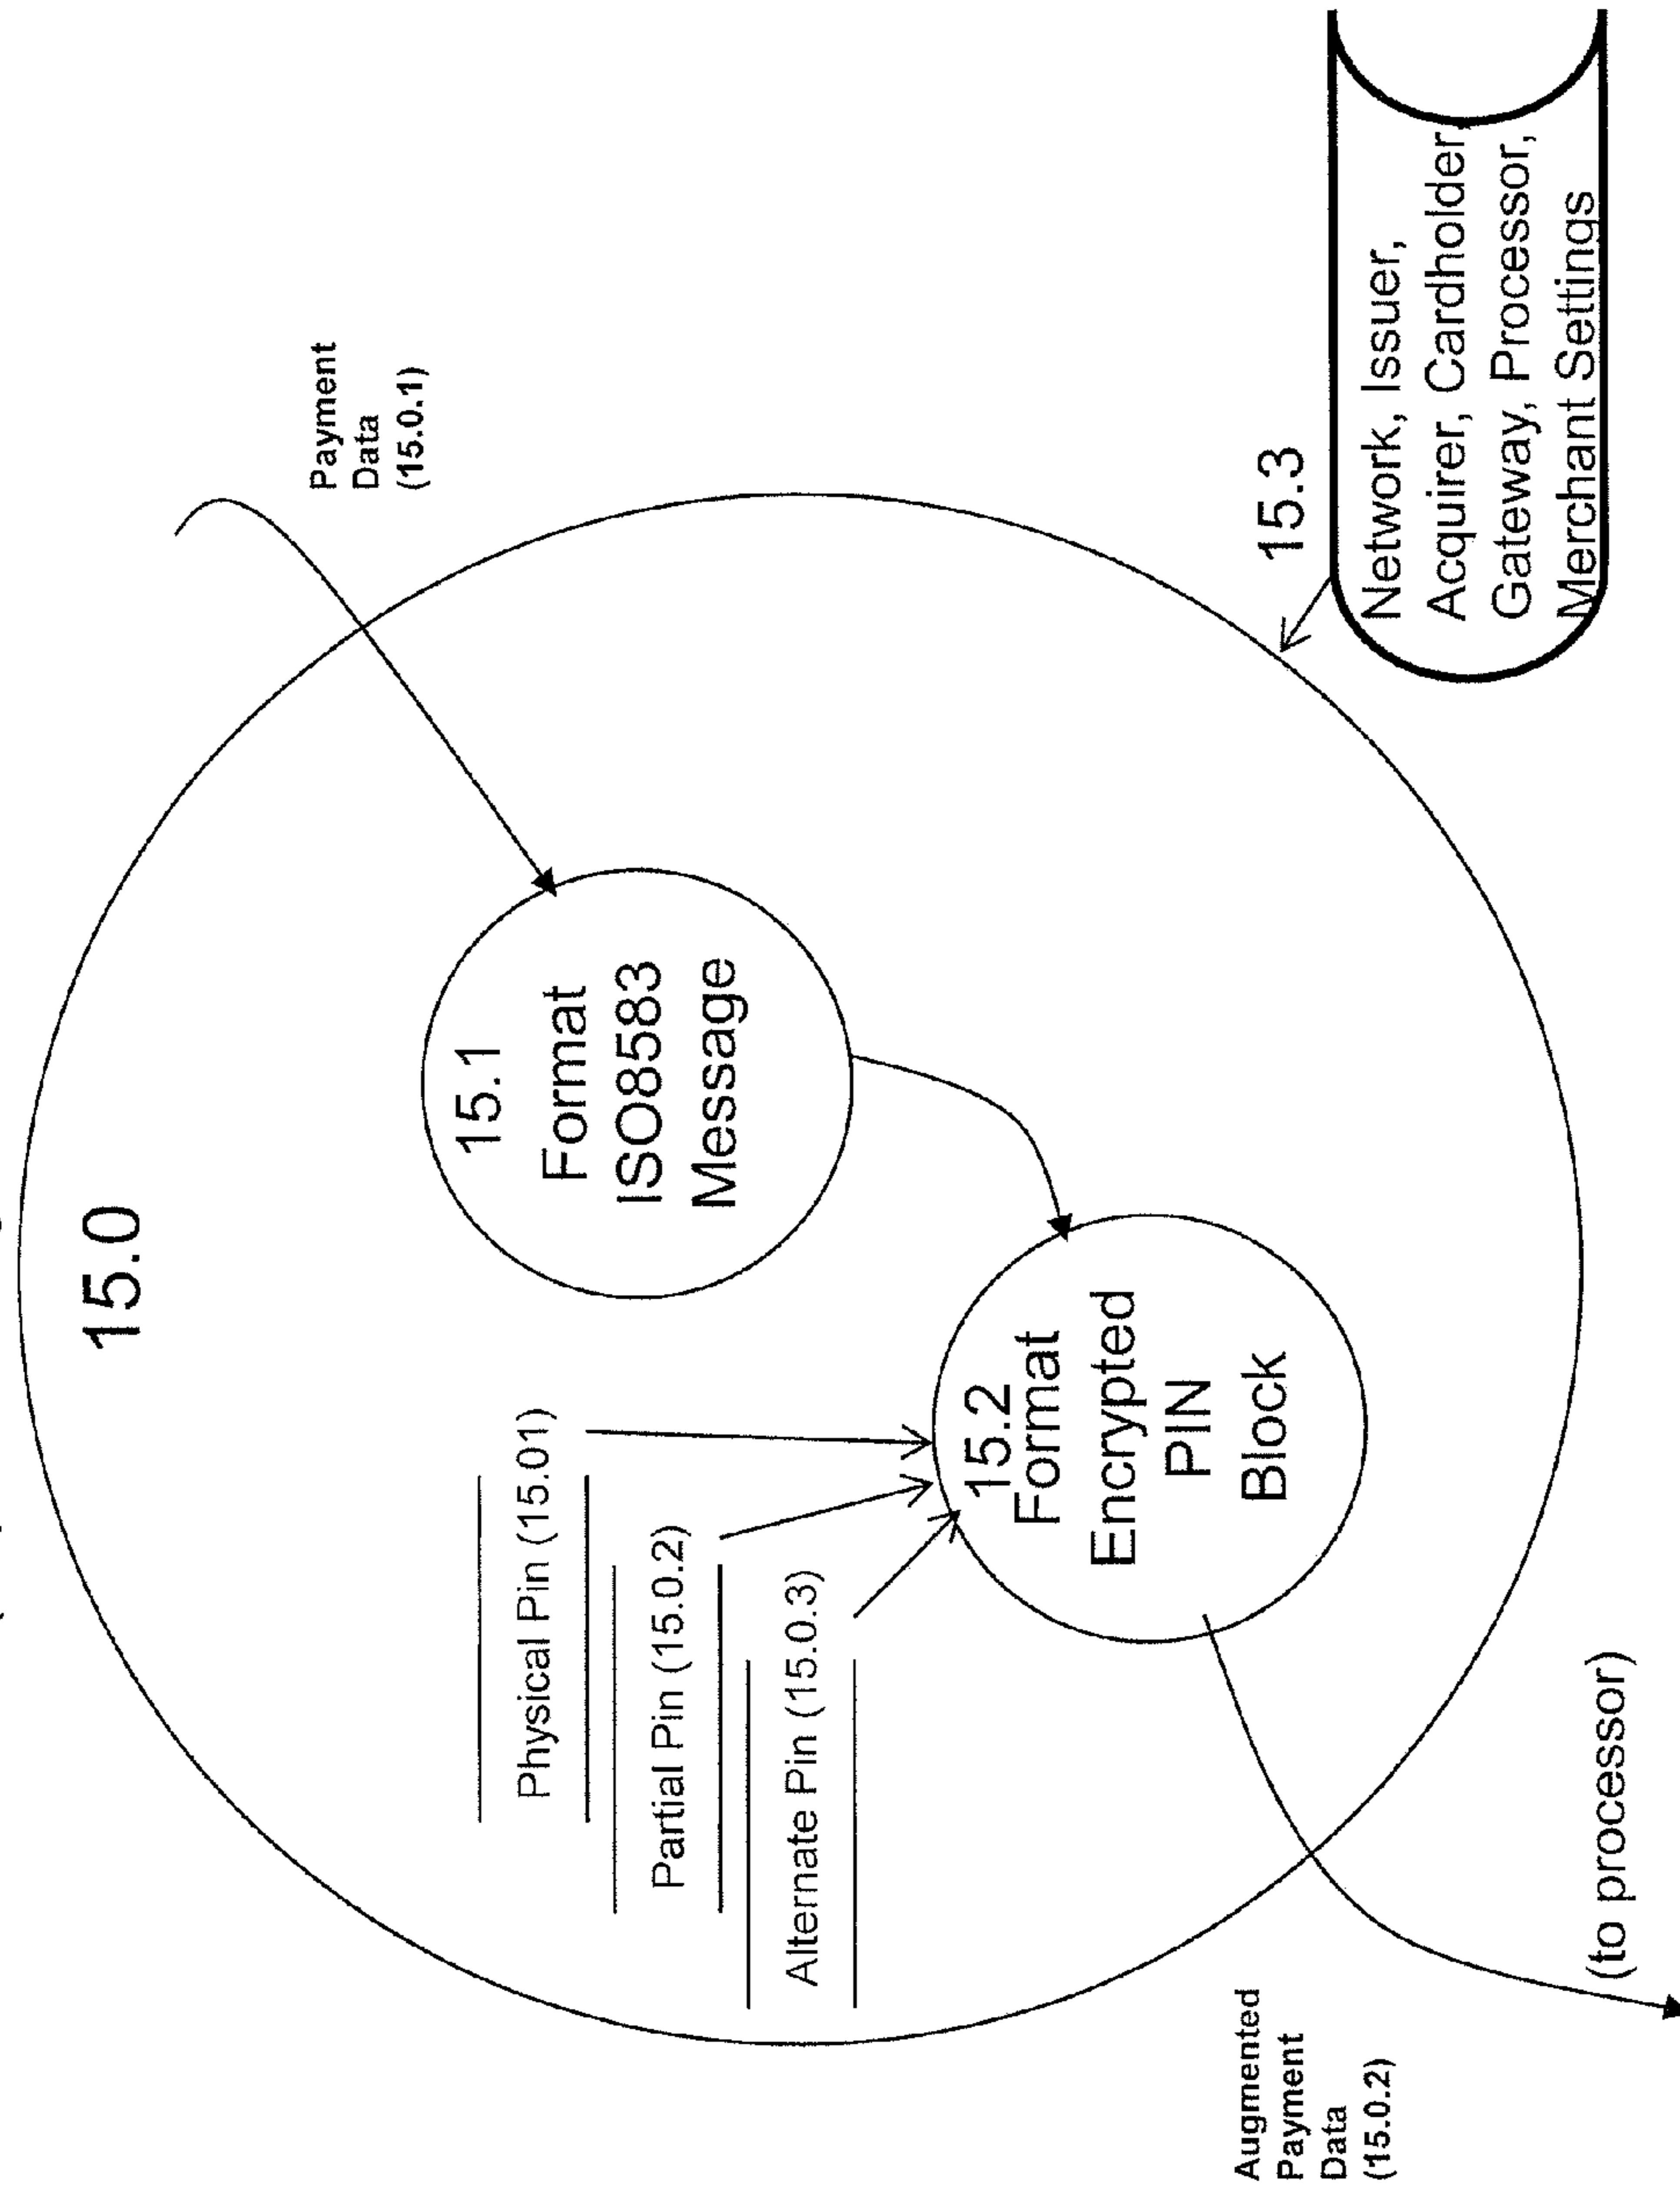 15.0
Payment
Data
(15.0.1)
15.1
Format
ISO8583
Message
Physical Pin (15.01)
Partial Pin (15.0.2)
Alternate Pin (15.0.3)
15.2
Format
Encrypted
PIN
Block
15.3
Network, Issuer,
Acquirer, Cardholder,
Gateway, Processor,
Merchant Settings
Augmented
Payment
Data
(15.0.2)
(to processor)